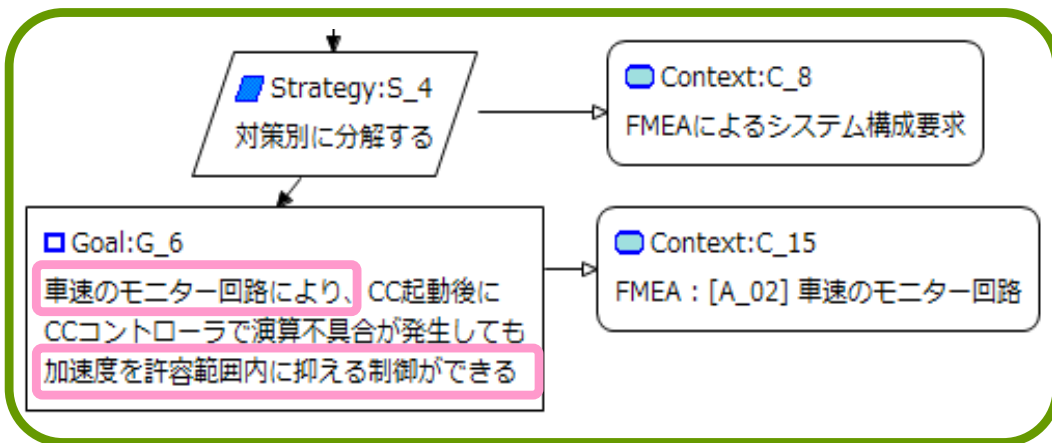 Strategy:S_4
対策別に分解する
Context:C_8
FMEAによるシステム構成要求
Goal:G_6
車速のモニター回路により、CC起動後に
CCコントローラで演算不具合が発生しても
加速度を許容範囲内に抑える制御ができる
Context:C_15
FMEA：[A_02] 車速のモニター回路